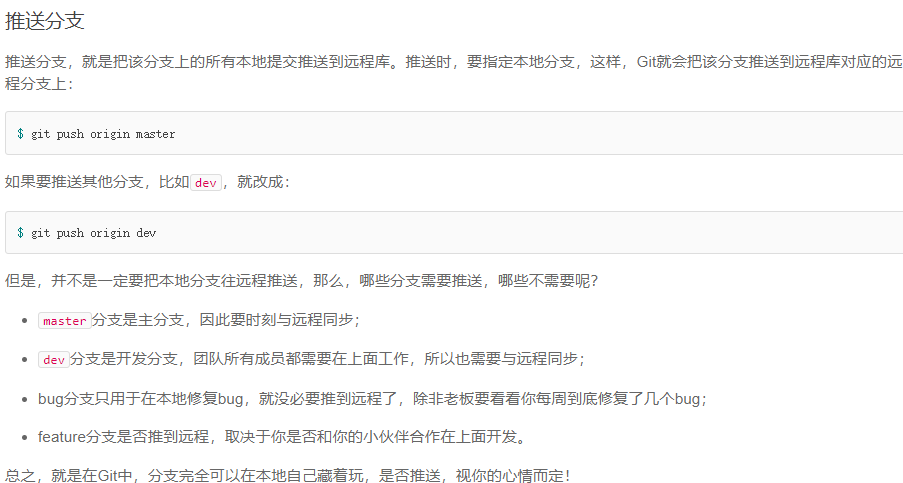 推送分支
推送分支，就是把该分支上的所有本地提交推送到远程库。推送时，要指定本地分支，这样，Git就会把该分支推送到远程库对应的远
程分支上：
$ git push origin master
如果要推送其他分支，比如dev，就改成：
$ git push origin dev
但是，并不是一定要把本地分支往远程推送，那么，哪些分支需要推送，哪些不需要呢？
• master分支是主分支，因此要时刻与远程同步；
• dev分支是开发分支，团队所有成员都需要在上面工作，所以也需要与远程同步；
• bug分支只用于在本地修复bug，就没必要推到远程了，除非老板要看看你每周到底修复了几个bug；
• feature分支是否推到远程，取决于你是否和你的小伙伴合作在上面开发。
总之，就是在Git中，分支完全可以在本地自己藏着玩，是否推送，视你的心情而定！